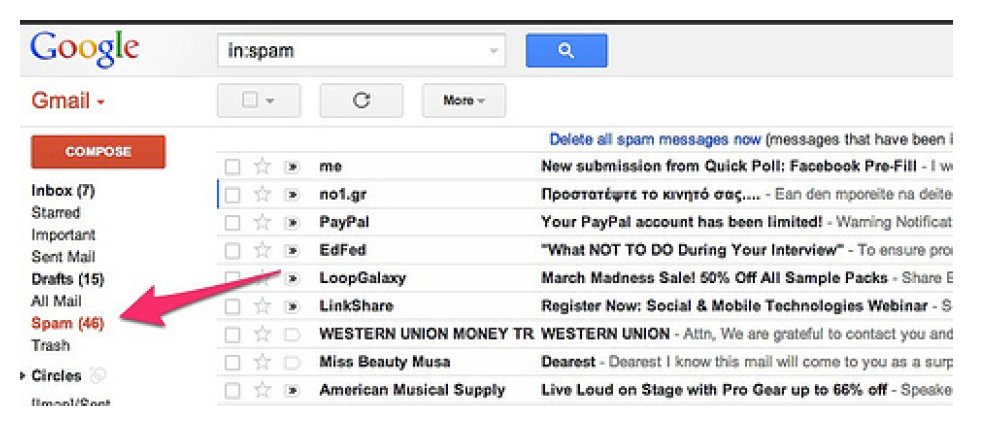 Google
in:spam
Gmail
More
COMPOSE
Delete all spam messages now (messages that have been
Inbox (7)
Starred
Important
Sent Mail
Drafts (15)
All Mail
Spam (46)
Trash
Circles
[Imap]/Sent
me New submission from Quick Poll: Facebook Pre-Fill - I
no1.gr Προστατέψτε το κινητό σας.... - Ean den mporeite na deite
PayPal Your PayPal account has been limited! - Warning Notificat
EdFed "What NOT TO DO During Your Interview" - To ensure
LoopGalaxy March Madness Sale! 50% Off All Sample Packs - Share
LinkShare Register Now: Social & Mobile Technologies Webinar - S
WESTERN UNION MONEY TR WESTERN UNION - Attn, We are grateful to contact you and
Miss Beauty Musa Dearest - Dearest I know this mail will come to you as a surp
American Musical Supply Live Loud on Stage with Pro Gear up to 66% off - Speake